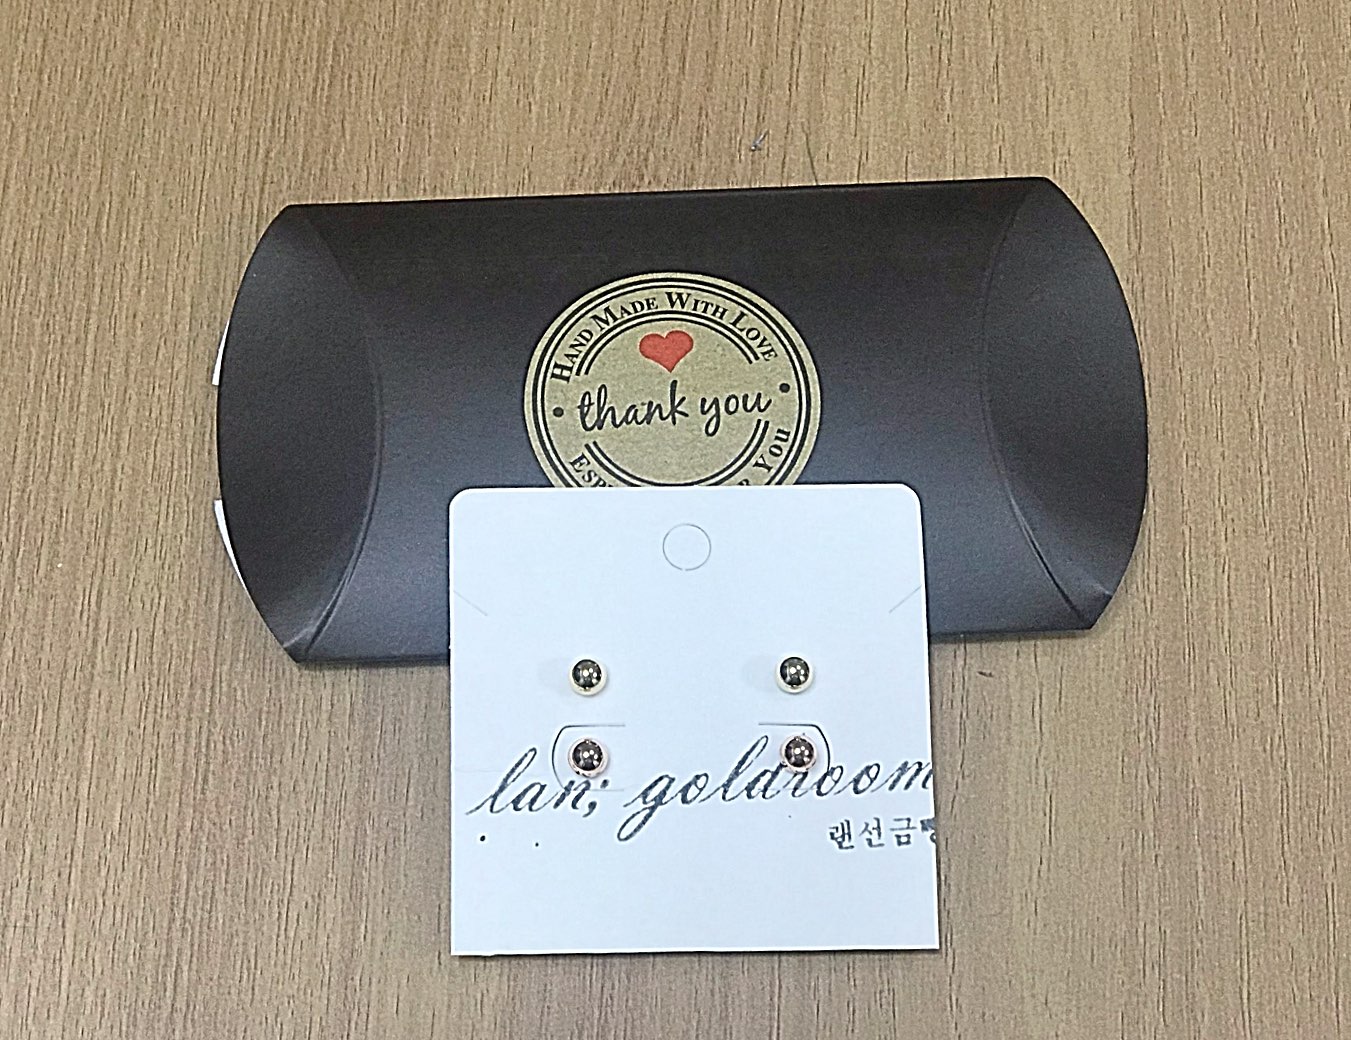 HAND MADE WITH LOVE
thank you
YOU
lan; goldroom
랜선금